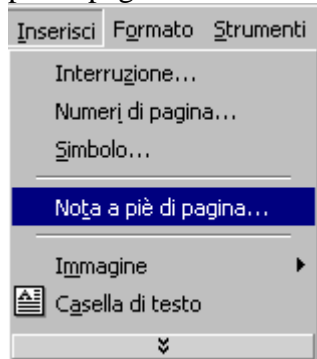 Inserisci Formato Strumenti
Interruzione...
Numeri di pagina...
Simbolo...
Nota a piè di pagina...
Immagine
Casella di testo